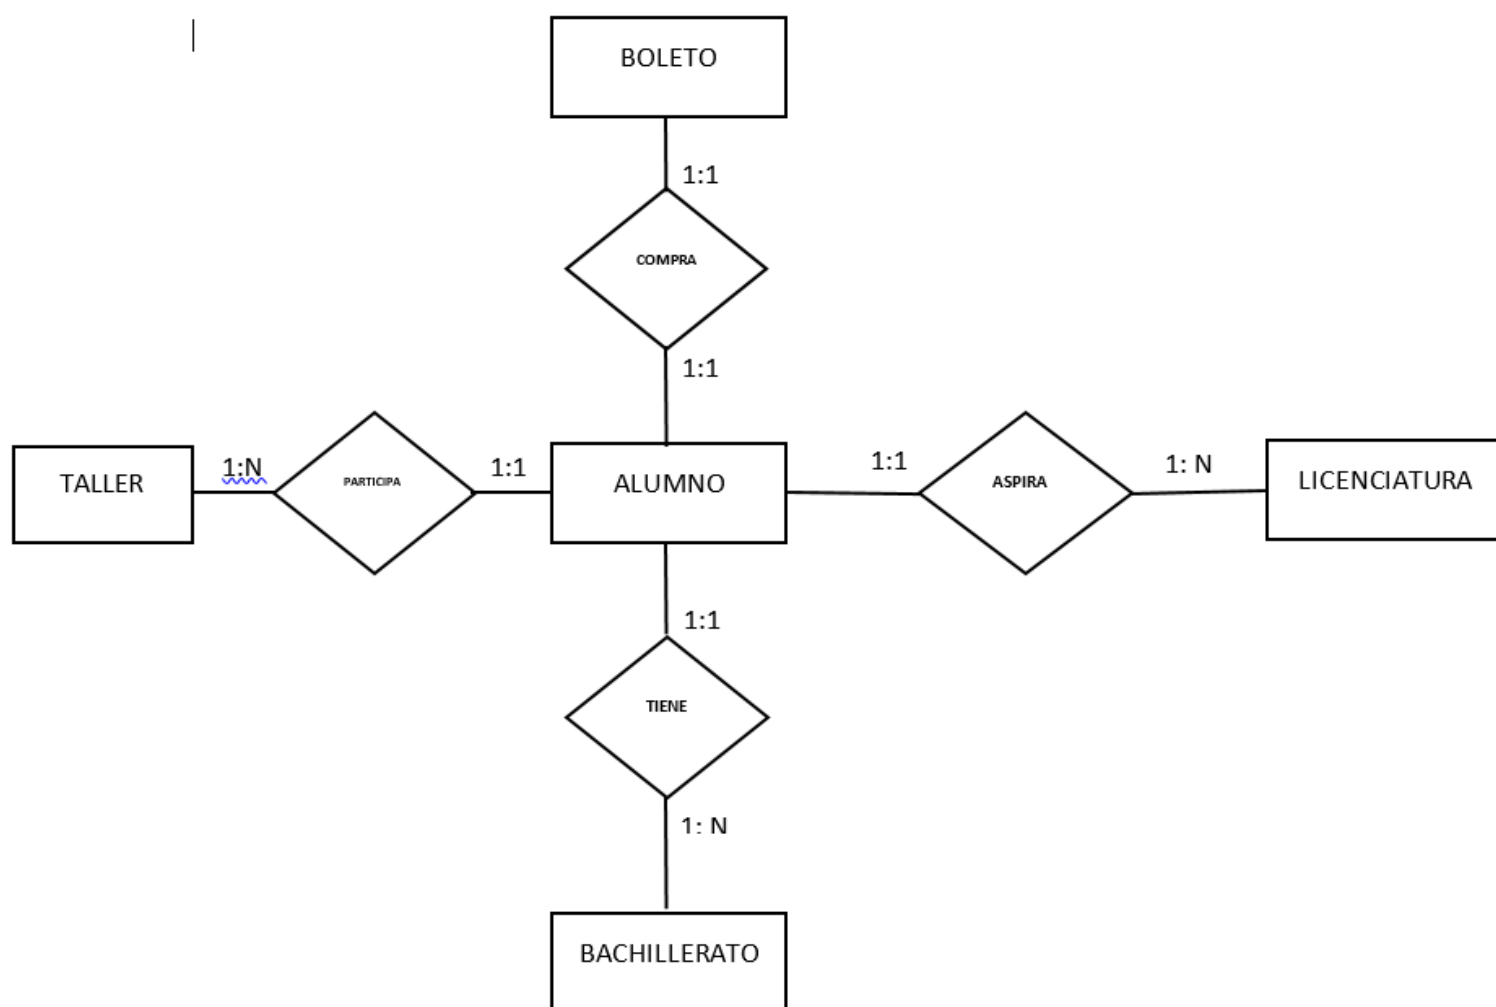 BOLETO
1:1
COMPRA
1:1
TALLER
1:N
PARTICIPA
1:1
ALUMNO
1:1
ASPIRA
1: N
LICENCIATURA
1:1
TIENE
1: N
BACHILLERATO